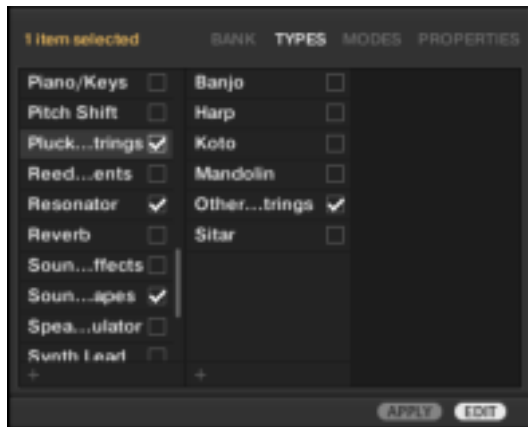 1 item selected
BANK TYPES MODES PROPERTIES
Piano/Keys
Pitch Shift
Pluck...trings
Reed...ents
Resonator
Reverb
Soun...ffects
Soun...apes
Spea...ulator
Synth Lead
+
Banjo
Harp
Koto
Mandolin
Other...trings
Sitar
+
APPLY EDIT